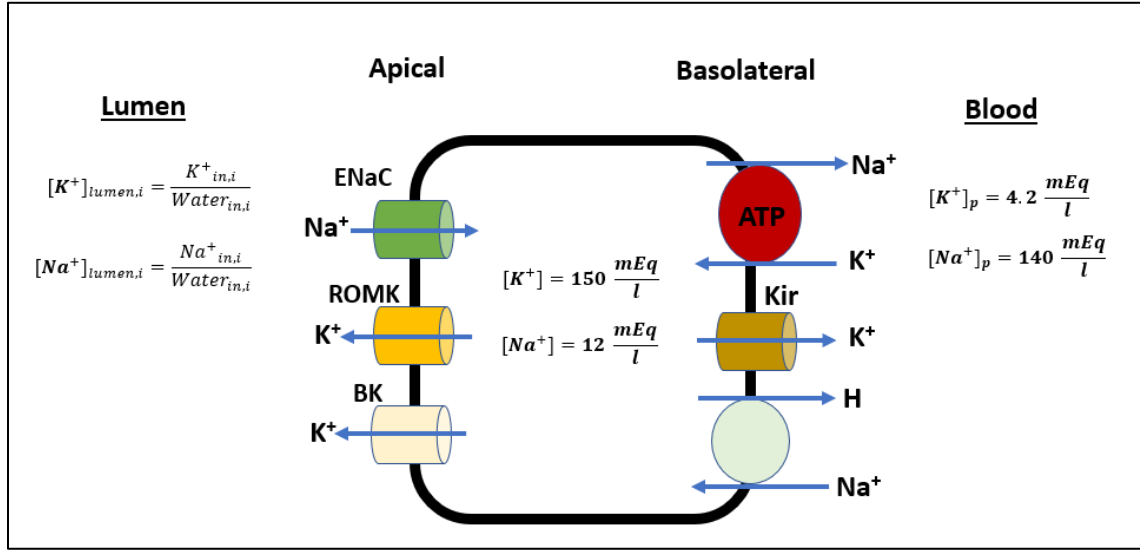 Apical
Basolateral
Lumen
Blood
[K⁺]lumen,i = K⁺in,i / Waterin,i
[Na⁺]lumen,i = Na⁺in,i / Waterin,i
ENaC
Na⁺
ROMK
K⁺
BK
K⁺
[K⁺] = 150 mEq / l
[Na⁺] = 12 mEq / l
Na⁺
ATP
K⁺
Kir
K⁺
H
Na⁺
[K⁺]p = 4.2 mEq / l
[Na⁺]p = 140 mEq / l